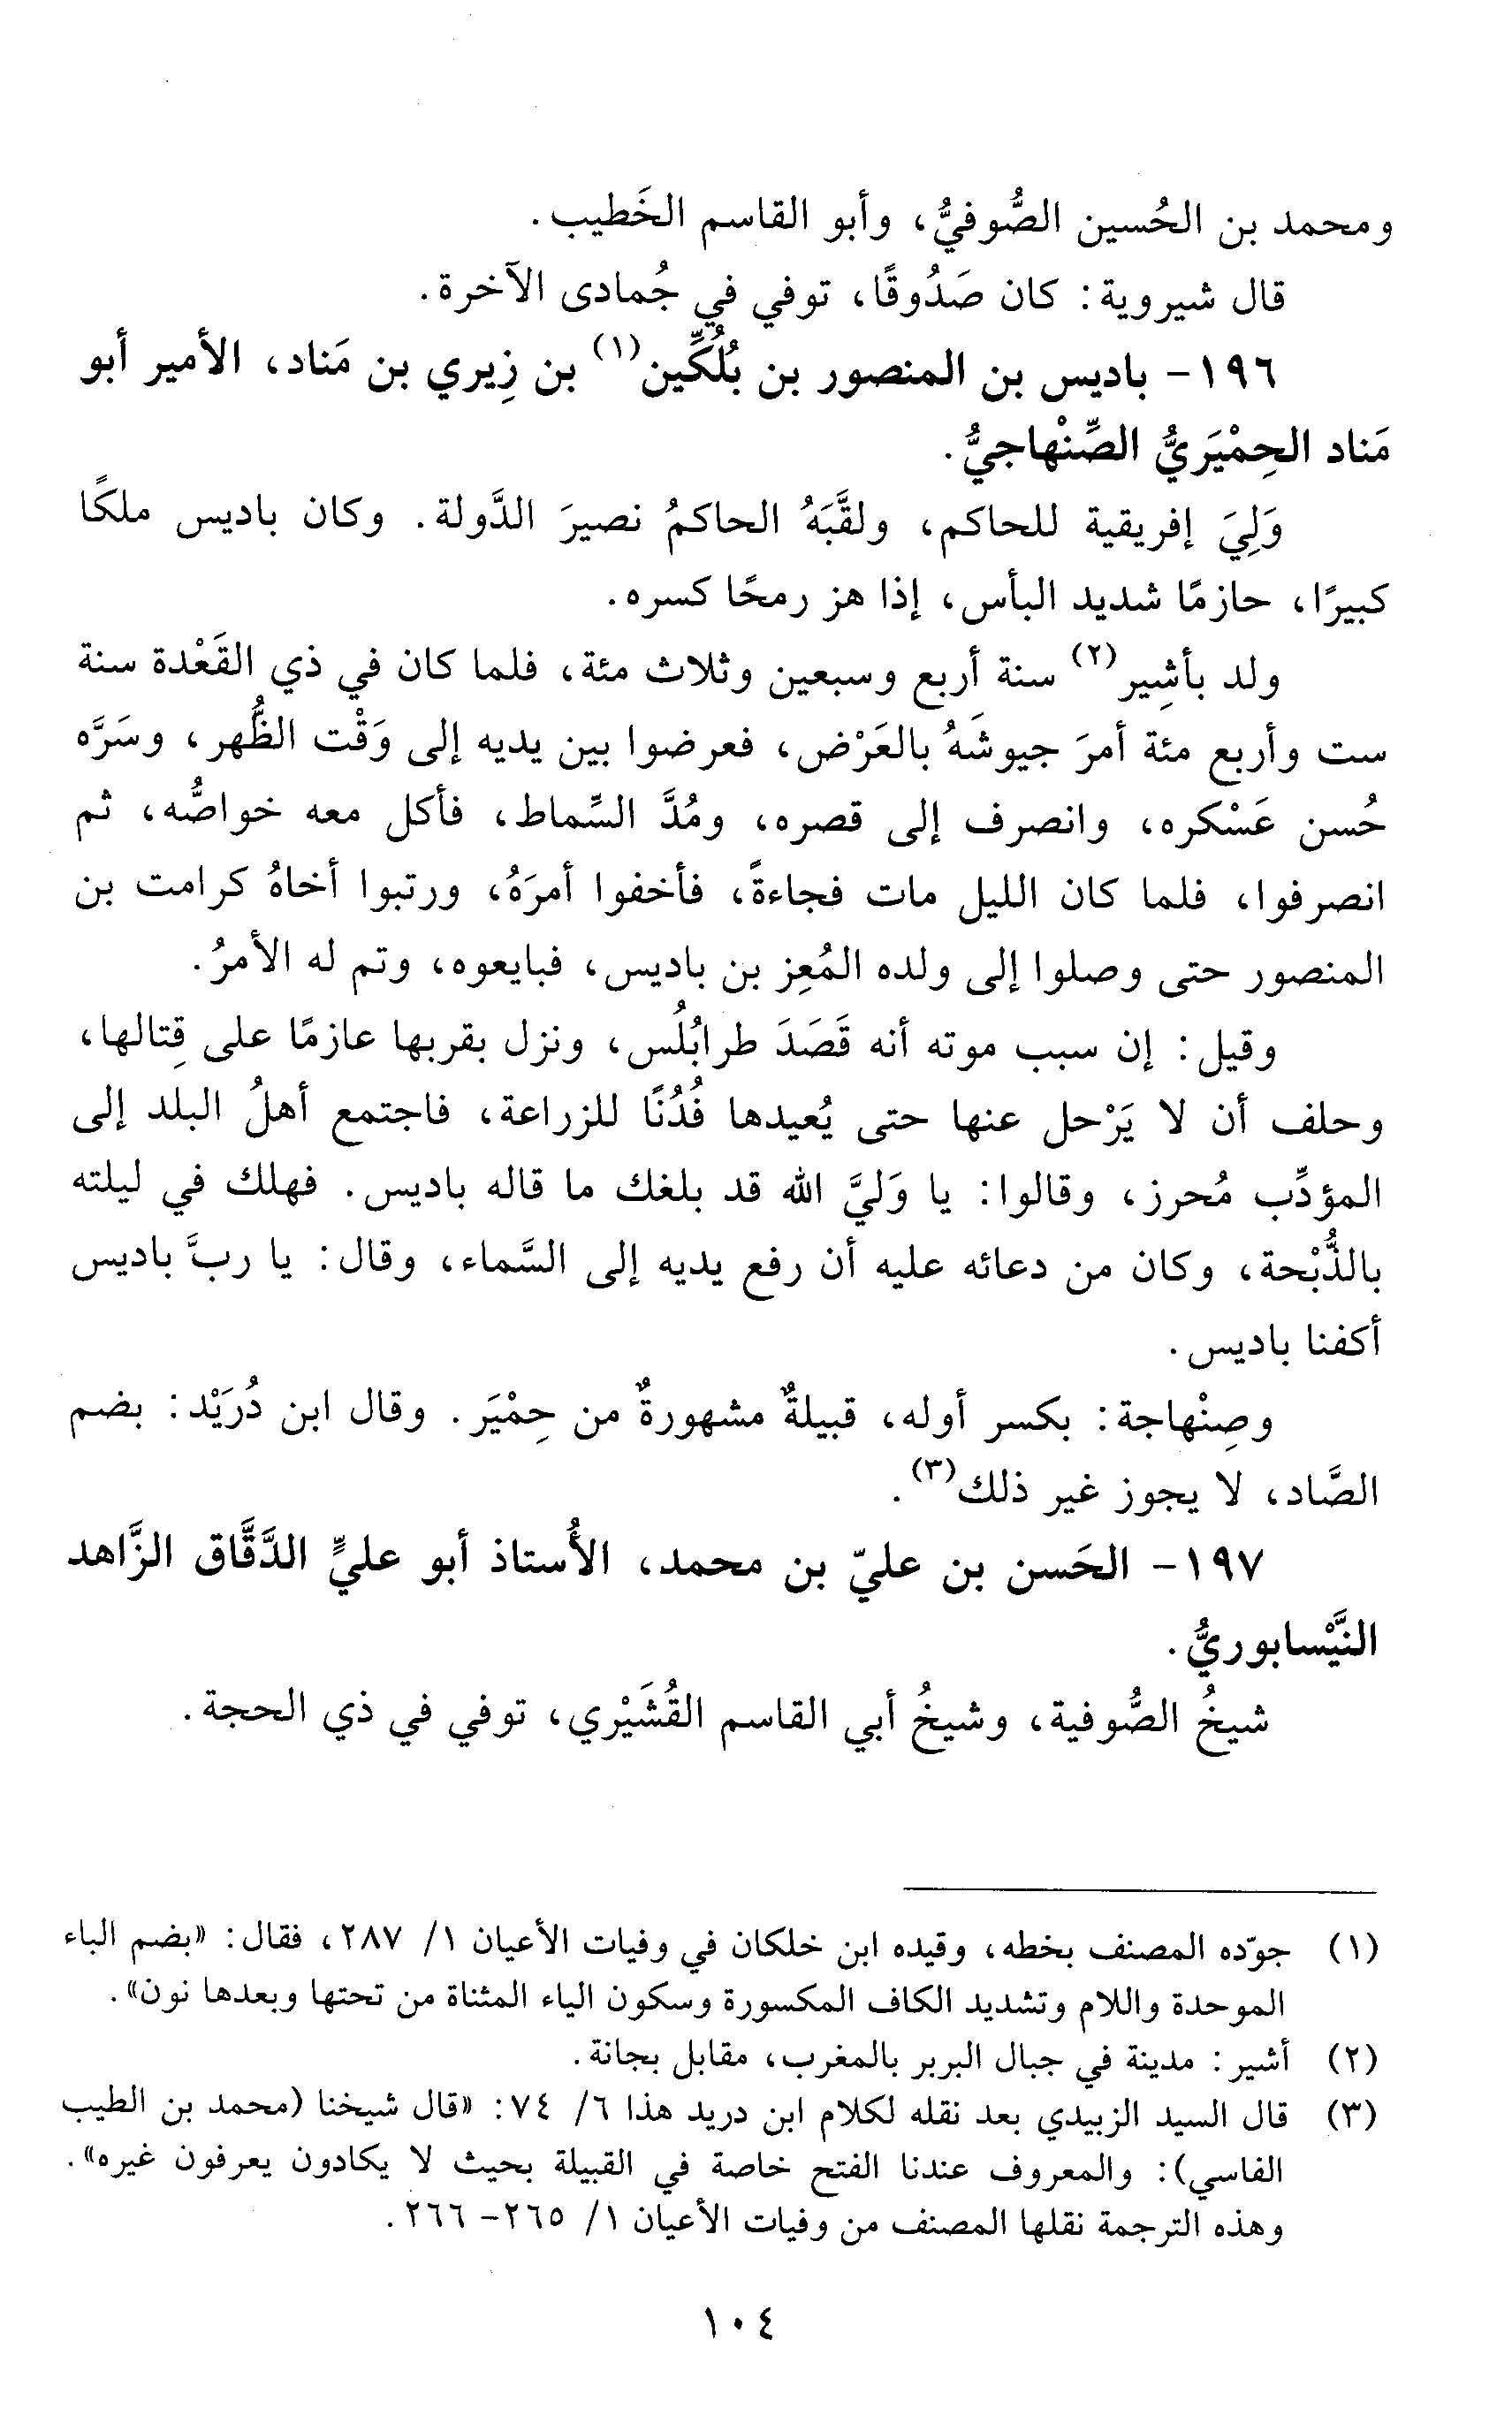 ومحمد بن الحُسين الصُّوفيُّ، وأبو القاسم الخَطيب.
قال شيروية: كان صَدُوقًا، توفي في جُمادى الآخرة.
١٩٦- باديس بن المنصور بن بُلُكِّين(١) بن زِيري بن مَناد، الأمير أبو
مَناد الحِمْيَريُّ الصِّنْهاجيُّ.
وَلِيَ إفريقية للحاكم، ولقَّبَهُ الحاكمُ نصيرَ الدَّولة. وكان باديس ملكًا
كبيرًا، حازمًا شديد البأس، إذا هز رمحًا كسره.
ولد بأشِير(٢) سنة أربع وسبعين وثلاث مئة، فلما كان في ذي القَعْدة سنة
ست وأربع مئة أمرَ جيوشَهُ بالعَرْض، فعرضوا بين يديه إلى وَقْت الظُّهر، وسَرَّه
حُسن عَسْكره، وانصرف إلى قصره، ومُدَّ السِّماط، فأكل معه خواصُّه، ثم
انصرفوا، فلما كان الليل مات فجاءةً، فأخفوا أمرَهُ، ورتبوا أخاهُ كرامت بن
المنصور حتى وصلوا إلى ولده المُعِز بن باديس، فبايعوه، وتم له الأمرُ.
وقيل: إن سبب موته أنه قَصَدَ طرابُلُس، ونزل بقربها عازمًا على قِتالها،
وحلف أن لا يَرْحل عنها حتى يُعيدها فُدُنًا للزراعة، فاجتمع أهلُ البلد إلى
المؤدِّب مُحرز، وقالوا: يا وَليَّ الله قد بلغك ما قاله باديس. فهلك في ليلته
بالذُّبْحة، وكان من دعائه عليه أن رفع يديه إلى السَّماء، وقال: يا ربَّ باديس
أكفنا باديس.
وصِنْهاجة: بكسر أوله، قبيلةٌ مشهورةٌ من حِمْيَر. وقال ابن دُرَيْد: بضم
الصَّاد، لا يجوز غير ذلك(٣).
١٩٧- الحَسن بن عليّ بن محمد، الأُستاذ أبو عليٍّ الدَّقَّاق الزَّاهد
النَّيْسابوريُّ.
شيخُ الصُّوفية، وشيخُ أبي القاسم القُشَيْري، توفي في ذي الحجة.
(١) جوّده المصنف بخطه، وقيده ابن خلكان في وفيات الأعيان ١/ ٢٨٧، فقال: «بضم الباء
الموحدة واللام وتشديد الكاف المكسورة وسكون الياء المثناة من تحتها وبعدها نون».
(٢) أشير: مدينة في جبال البربر بالمغرب، مقابل بجانة.
(٣) قال السيد الزبيدي بعد نقله لكلام ابن دريد هذا ٦/ ٧٤: «قال شيخنا (محمد بن الطيب
الفاسي): والمعروف عندنا الفتح خاصة في القبيلة بحيث لا يكادون يعرفون غيره».
وهذه الترجمة نقلها المصنف من وفيات الأعيان ١/ ٢٦٥- ٢٦٦.
١٠٤